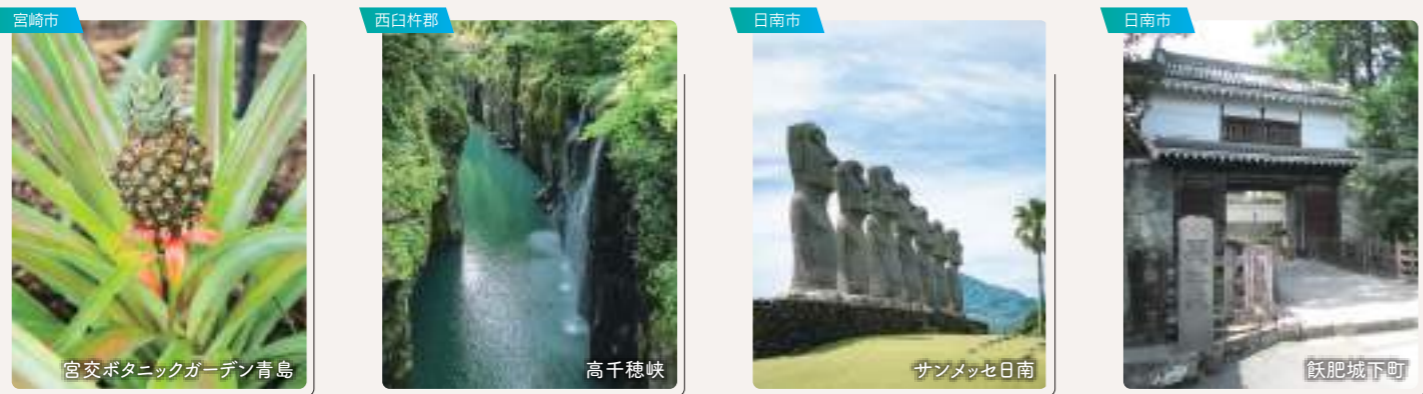 宮崎市
宮交ボタニックガーデン青島
西臼杵郡
高千穂峡
日南市
サンメッセ日南
日南市
飫肥城下町